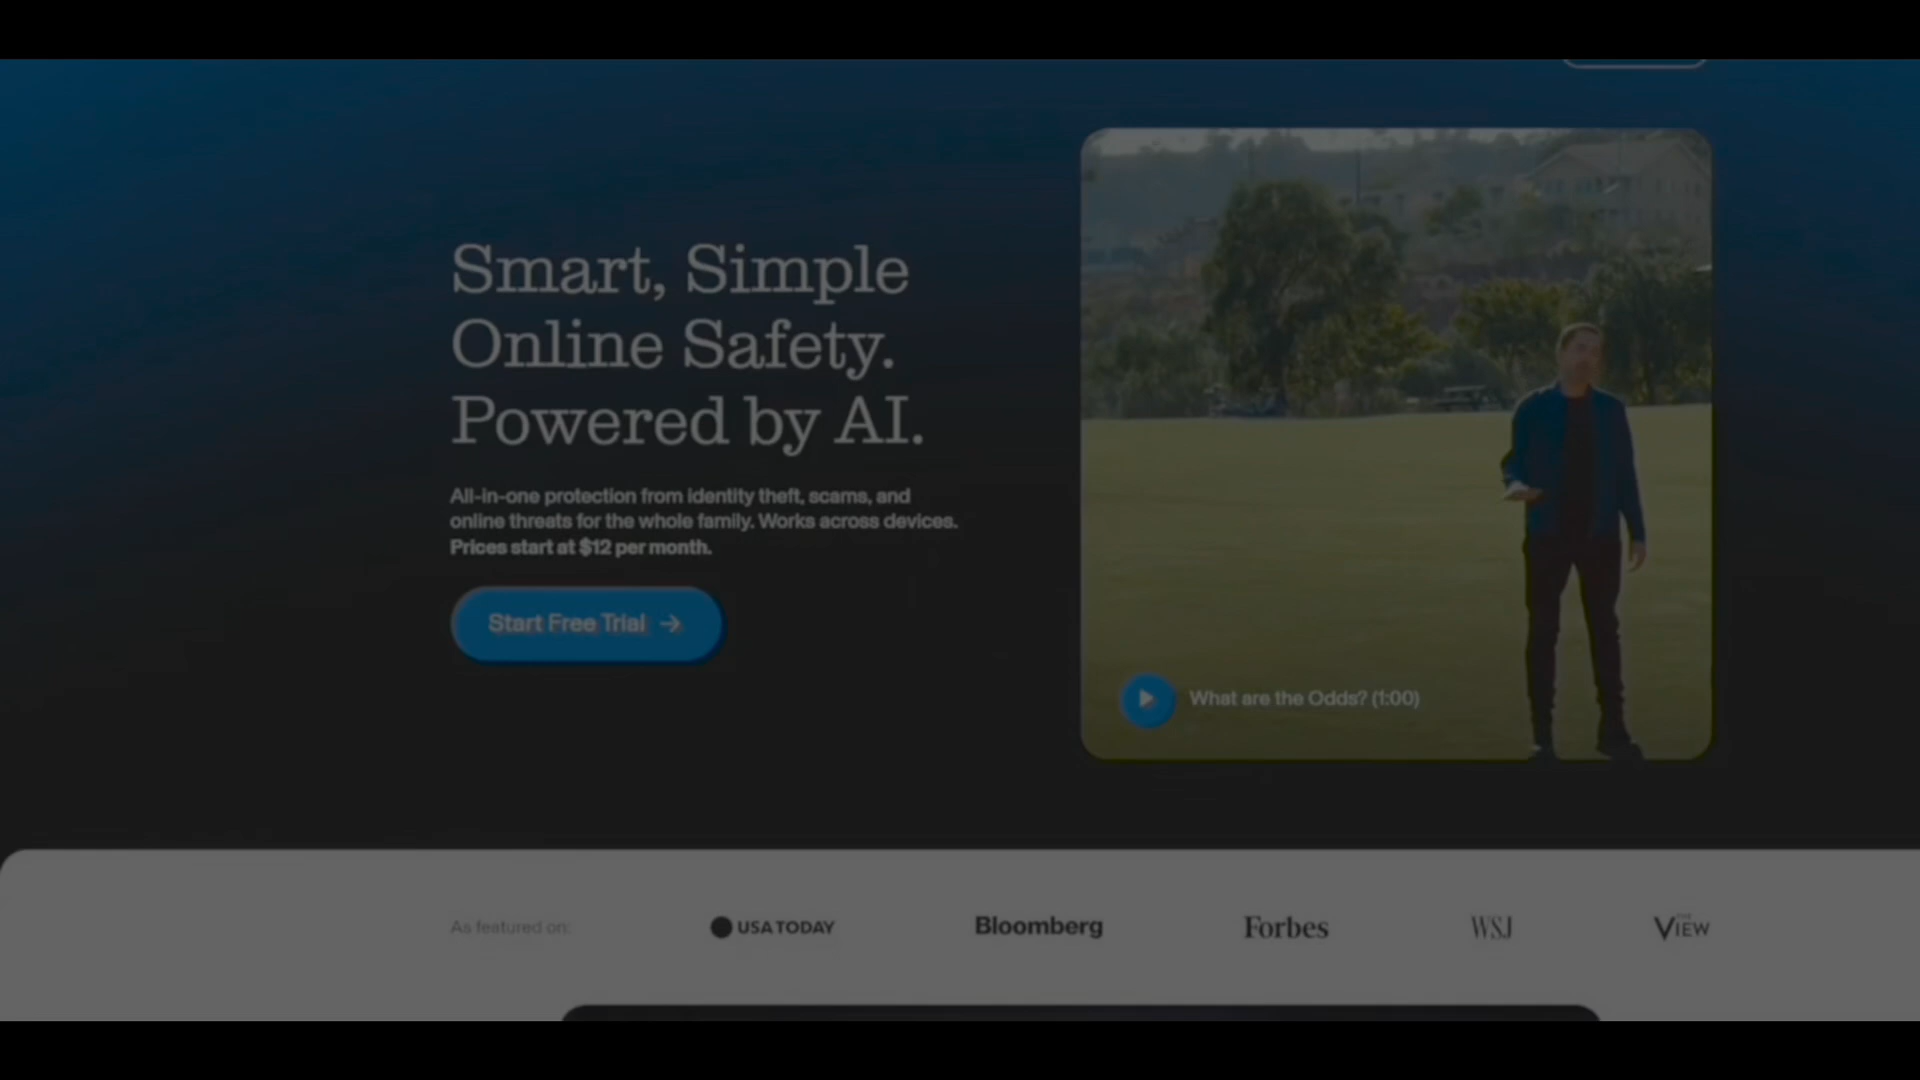 Smart, Simple
Online Safety.
Powered by AI.
All-in-one protection from identity theft, scams, and
online threats for the whole family. Works across devices.
Prices start at $12 per month.
Start Free Trial →
What are the Odds? (1:00)
As featured on:
USA TODAY
Bloomberg
Forbes
WSJ
THE
VIEW